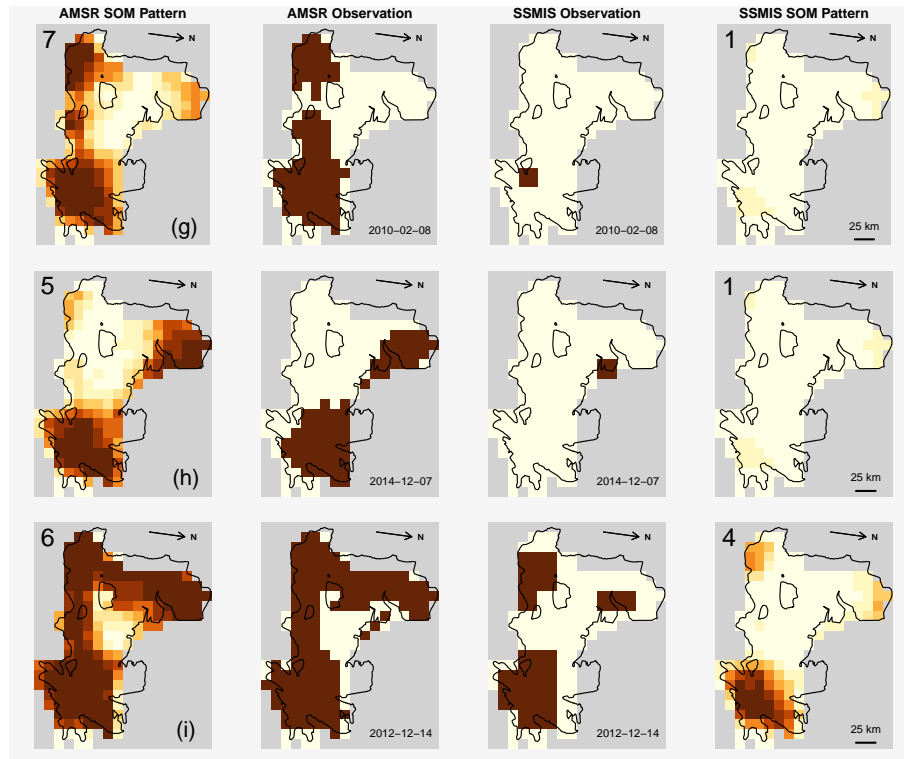 AMSR SOM Pattern AMSR Observation SSMIS Observation SSMIS SOM Pattern
7 N N N 1 N
(g) 2010−02−08 2010−02−08 25 km
5 N N N 1 N
(h) 2014−12−07 2014−12−07 25 km
6 N N N 4 N
(i) 2012−12−14 2012−12−14 25 km